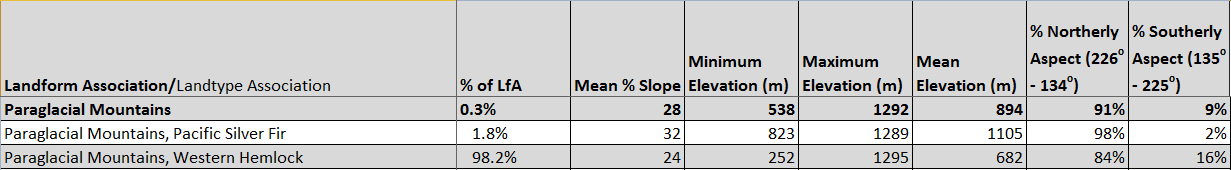 Landform Association/Landtype Association | % of LfA | Mean % Slope | Minimum Elevation (m) | Maximum Elevation (m) | Mean Elevation (m) | % Northerly Aspect (226° - 134°) | % Southerly Aspect (135° - 225°)
Paraglacial Mountains | 0.3% | 28 | 538 | 1292 | 894 | 91% | 9%
Paraglacial Mountains, Pacific Silver Fir | 1.8% | 32 | 823 | 1289 | 1105 | 98% | 2%
Paraglacial Mountains, Western Hemlock | 98.2% | 24 | 252 | 1295 | 682 | 84% | 16%